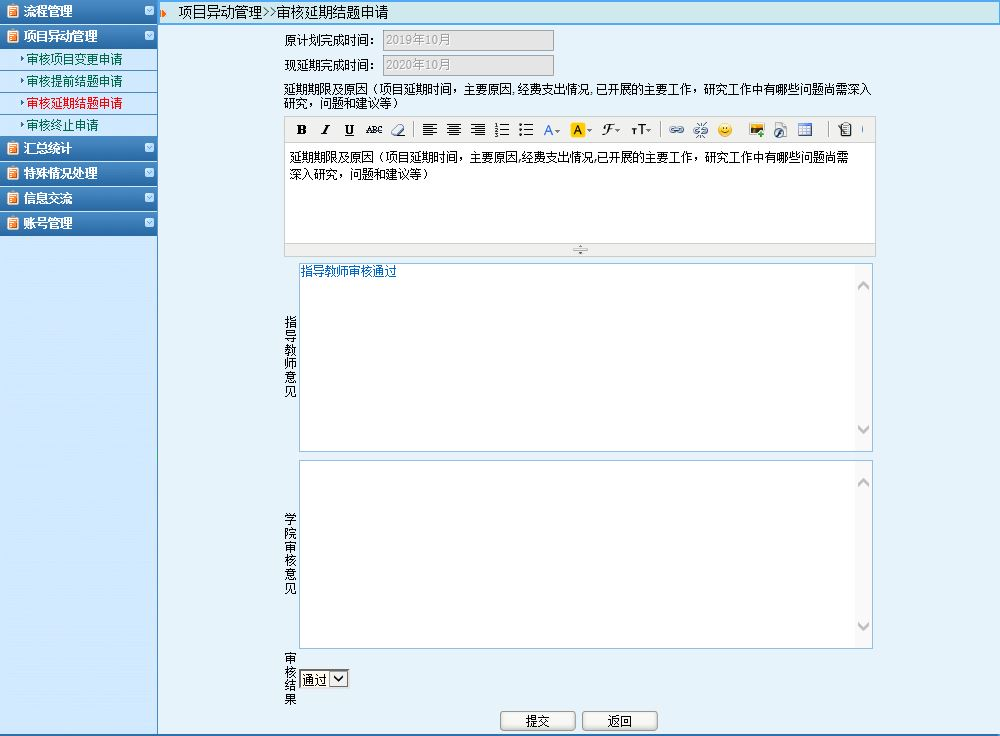 流程管理
项目异动管理
审核项目变更申请
审核提前结题申请
审核延期结题申请
审核终止申请
汇总统计
特殊情况处理
信息交流
账号管理
项目异动管理>>审核延期结题申请
原计划完成时间： 2019年10月
现延期完成时间： 2020年10月
延期期限及原因（项目延期时间，主要原因,经费支出情况,已开展的主要工作，研究工作中有哪些问题尚需深入
研究，问题和建议等）
B I U ABC A A F TT
延期期限及原因（项目延期时间，主要原因,经费支出情况,已开展的主要工作，研究工作中有哪些问题尚需
深入研究，问题和建议等）
指导教师意见
指导教师审核通过
学院审核意见
审核结果
通过
提交 返回